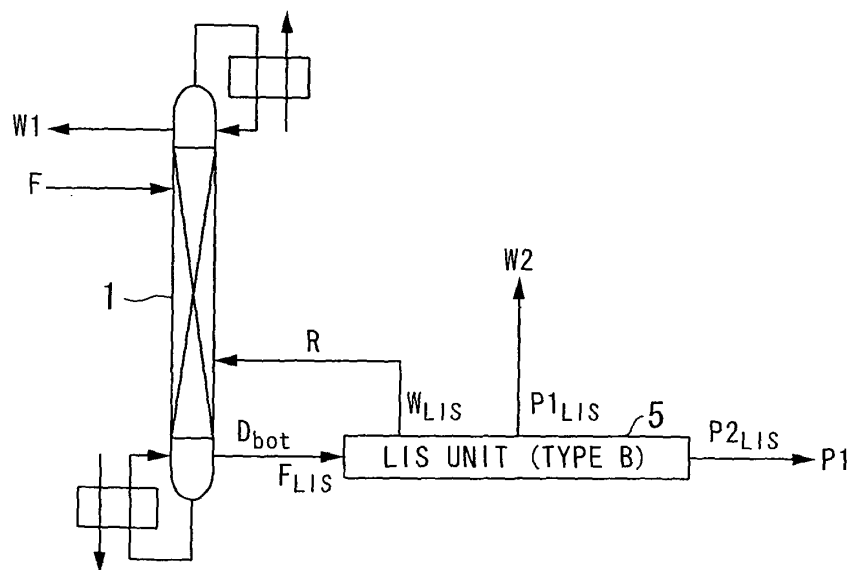 W1
F
1
W2
R
W_LIS
P1_LIS
5
D_bot
F_LIS
LIS UNIT (TYPE B)
P2_LIS
P1